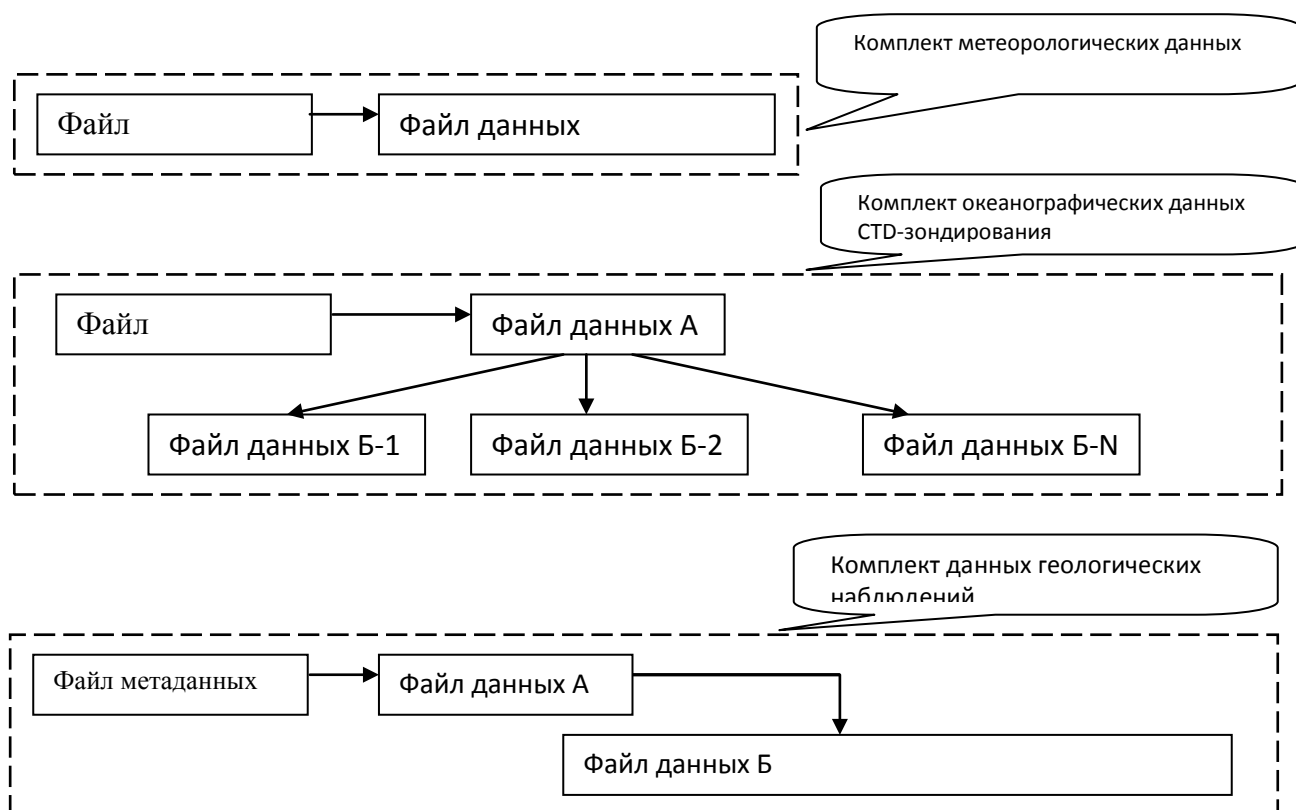 Комплект метеорологических данных
Файл
Файл данных
Комплект океанографических данных
CTD-зондирования
Файл
Файл данных А
Файл данных Б-1
Файл данных Б-2
Файл данных Б-N
Комплект данных геологических
наблюдений
Файл метаданных
Файл данных А
Файл данных Б